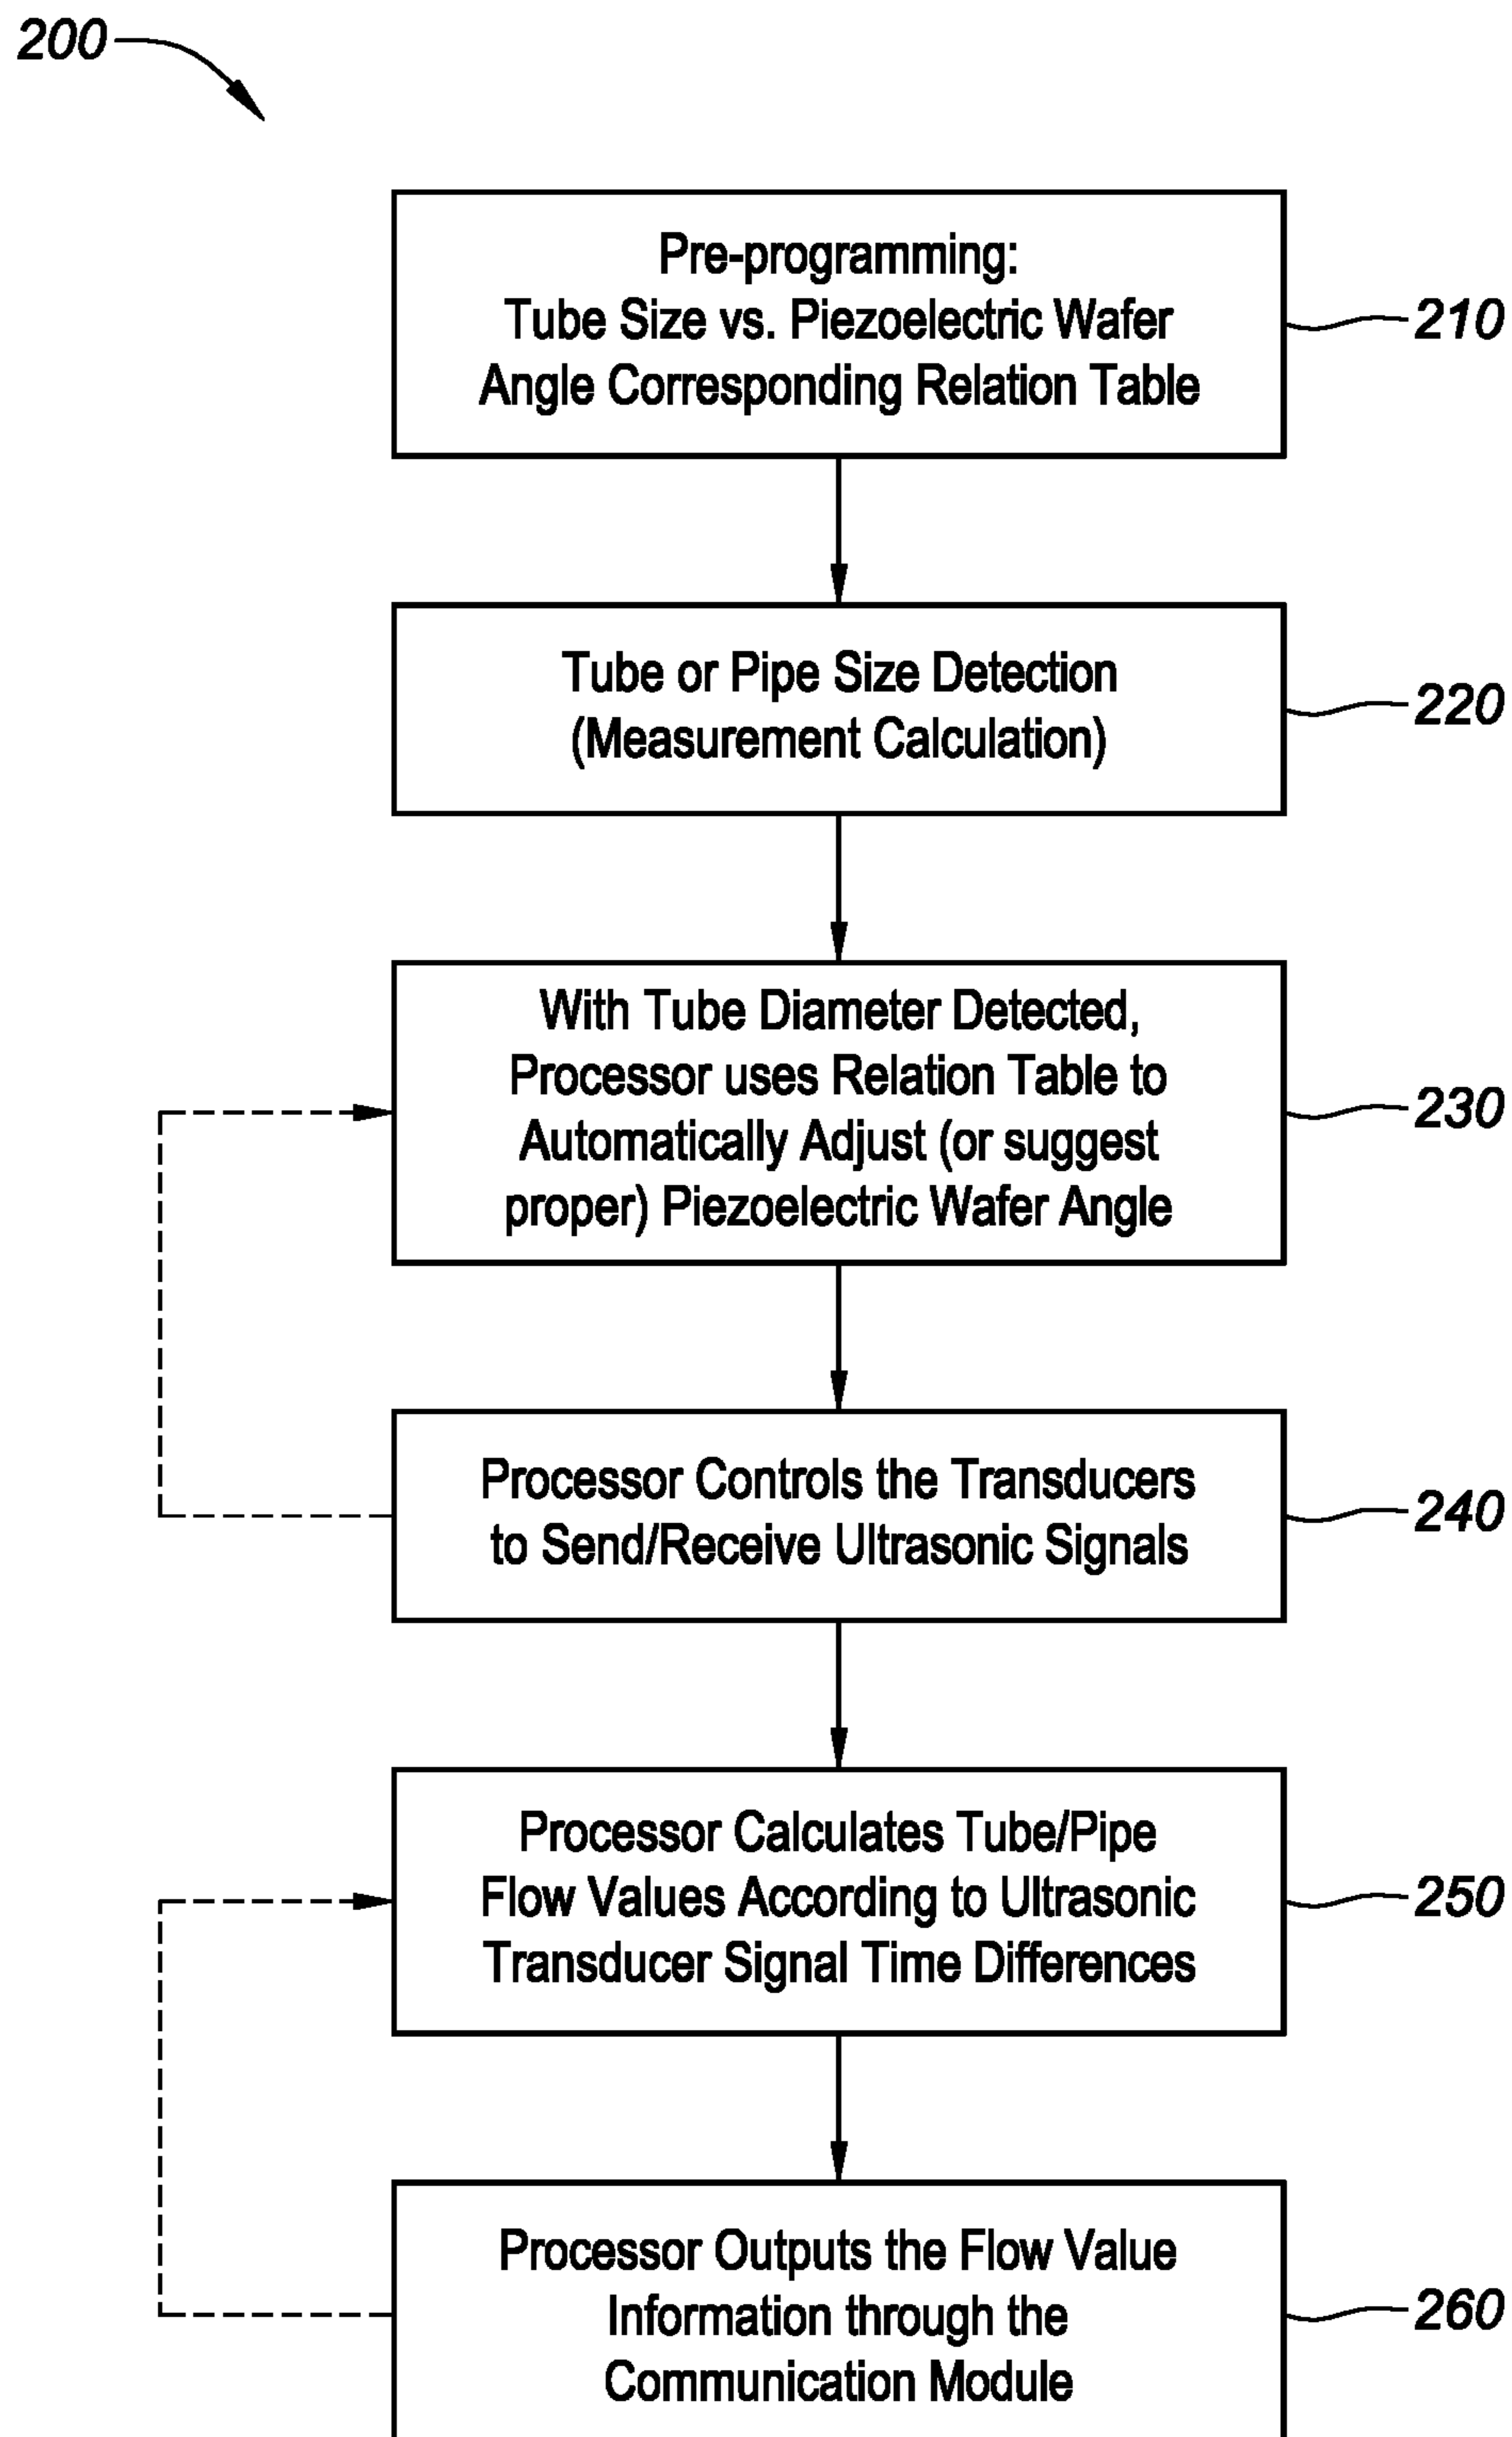 200
Pre-programming:
Tube Size vs. Piezoelectric Wafer
Angle Corresponding Relation Table
210
Tube or Pipe Size Detection
(Measurement Calculation)
220
With Tube Diameter Detected,
Processor uses Relation Table to
Automatically Adjust (or suggest
proper) Piezoelectric Wafer Angle
230
Processor Controls the Transducers
to Send/Receive Ultrasonic Signals
240
Processor Calculates Tube/Pipe
Flow Values According to Ultrasonic
Transducer Signal Time Differences
250
Processor Outputs the Flow Value
Information through the
Communication Module
260